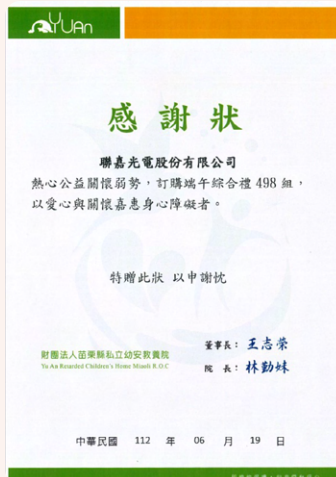 YUAn
感謝狀
聯嘉光電股份有限公司
熱心公益關懷弱勢，訂購端午綜合禮 498 組，
以愛心與關懷嘉惠身心障礙者。
特贈此狀 以申謝忱
董事長：王志榮
財團法人苗栗縣私立幼安教養院
Yu An Retarded Children's Home Miaoli R.O.C
院 長：林勤妹
中華民國 112 年 06 月 19 日